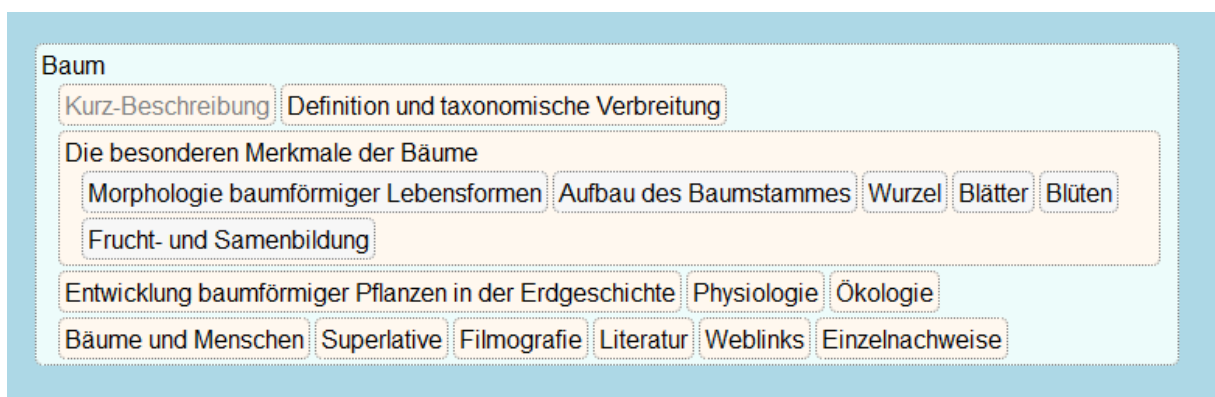 Baum
Kurz-Beschreibung Definition und taxonomische Verbreitung
Die besonderen Merkmale der Bäume
Morphologie baumförmiger Lebensformen Aufbau des Baumstammes Wurzel Blätter Blüten
Frucht- und Samenbildung
Entwicklung baumförmiger Pflanzen in der Erdgeschichte Physiologie Ökologie
Bäume und Menschen Superlative Filmografie Literatur Weblinks Einzelnachweise